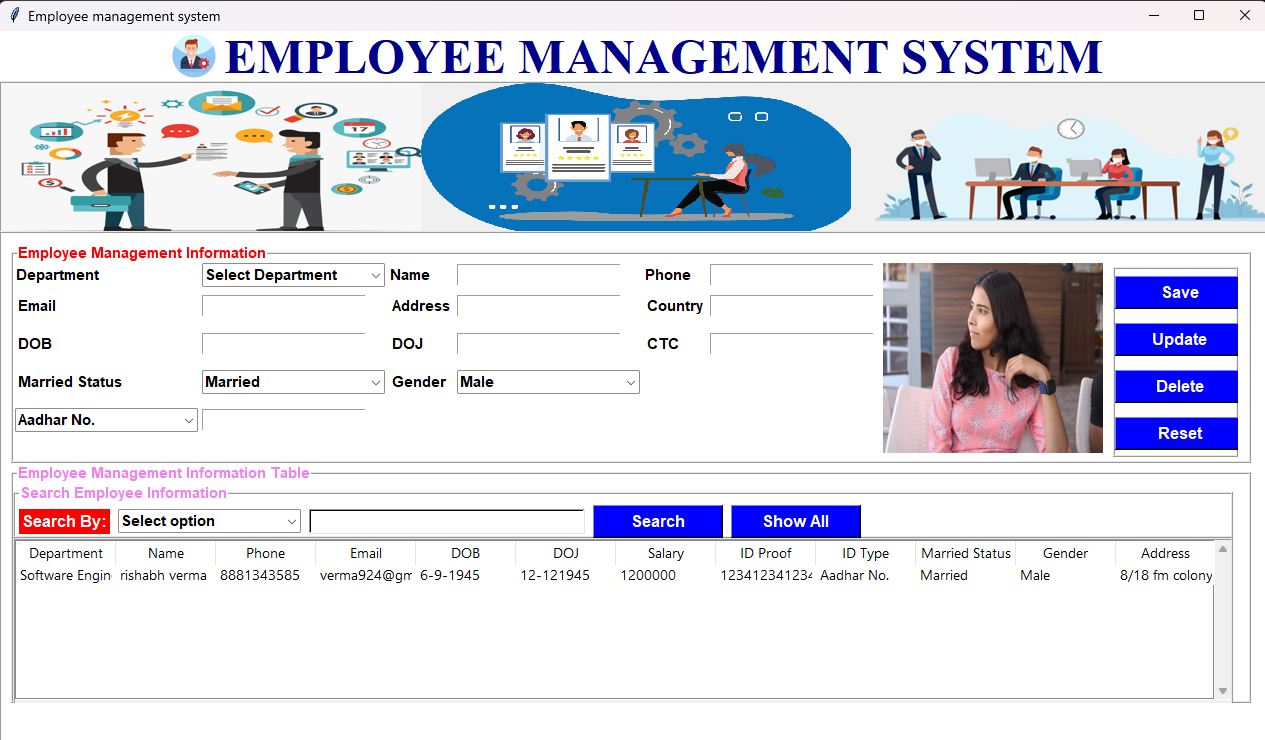 Employee management system
EMPLOYEE MANAGEMENT SYSTEM
17
Employee Management Information
Department Select Department Name Phone
Email Address Country
DOB DOJ CTC
Married Status Married Gender Male
Aadhar No.
Save
Update
Delete
Reset
Employee Management Information Table
Search Employee Information
Search By: Select option Search Show All
Department Name Phone Email DOB DOJ Salary ID Proof ID Type Married Status Gender Address
Software Engin rishabh verma 8881343585 verma924@gm 6-9-1945 12-121945 1200000 12341234123 Aadhar No. Married Male 8/18 fm colony